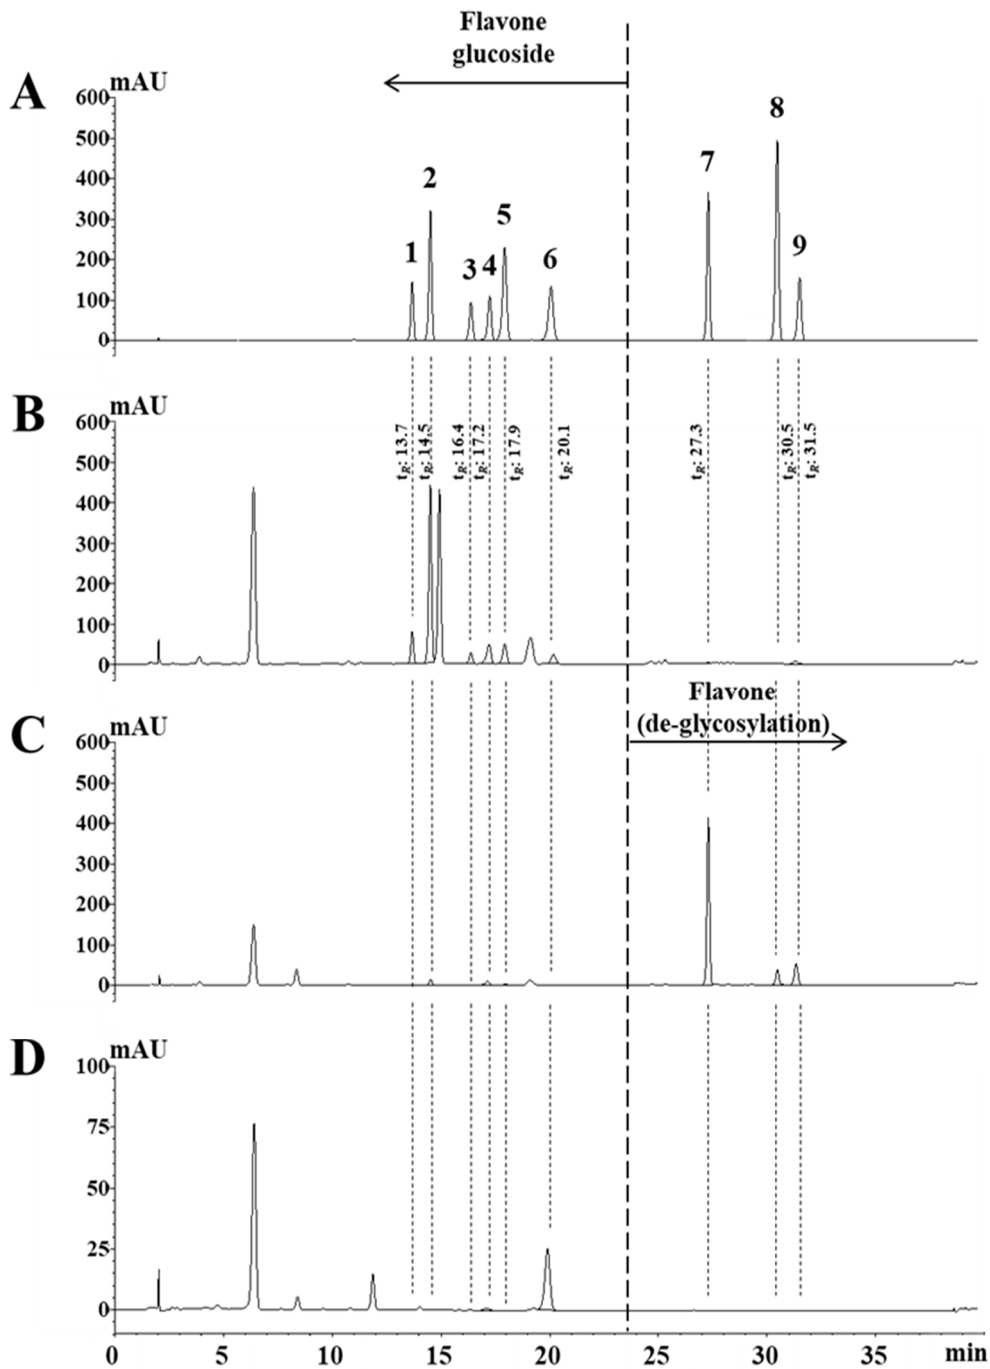 Flavone
glucoside
A
mAU
600
500
400
300
200
100
0
1
2
3
4
5
6
7
8
9
B
mAU
600
500
400
300
200
100
0
tR: 13.7
tR: 14.5
tR: 16.4
tR: 17.2
tR: 17.9
tR: 20.1
tR: 27.3
tR: 30.5
tR: 31.5
Flavone
(de-glycosylation)
C
mAU
600
500
400
300
200
100
0
D
mAU
100
75
50
25
0
0 5 10 15 20 25 30 35 min